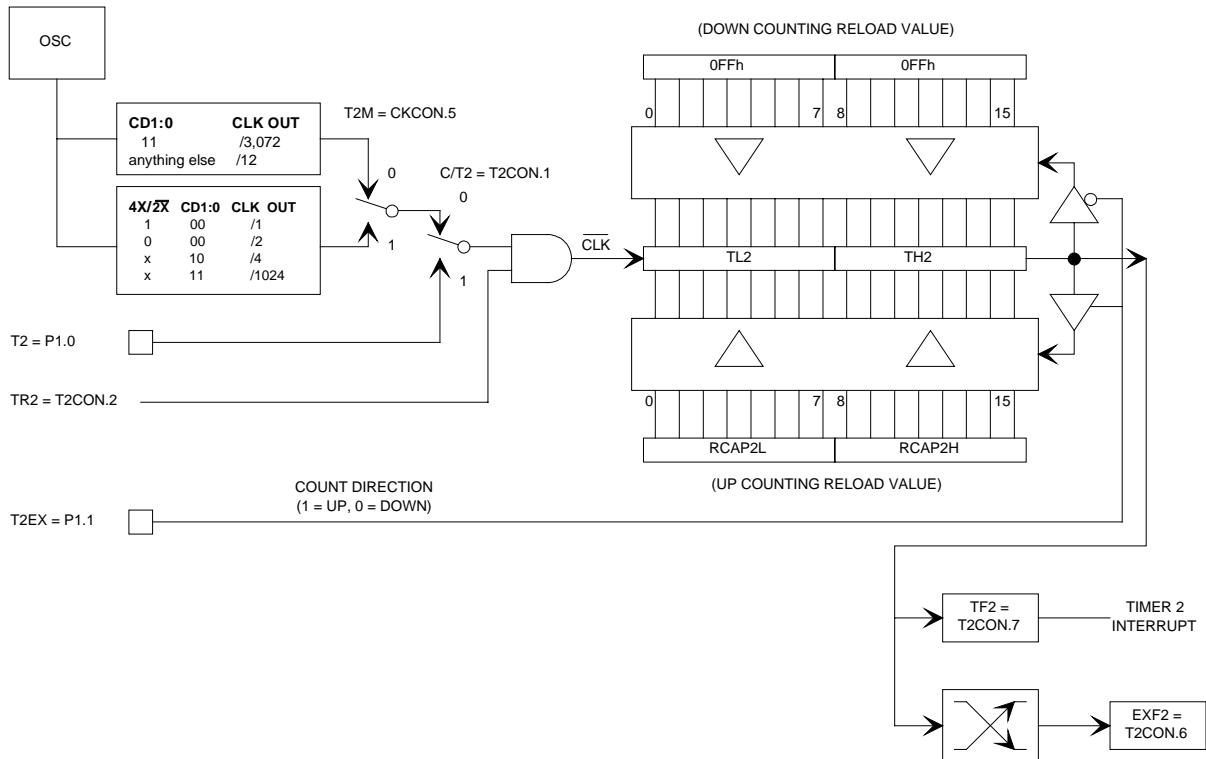 (DOWN COUNTING RELOAD VALUE)
OSC
0FFh 0FFh
0 7 8 15
T2M = CKCON.5
CD1:0 CLK OUT
11 /3,072
anything else /12
0
C/T2 = T2CON.1
0
4X/2X CD1:0 CLK OUT
1 00 /1
0 00 /2
x 10 /4
x 11 /1024
1
1
CLK
TL2 TH2
T2 = P1.0
TR2 = T2CON.2
0 7 8 15
RCAP2L RCAP2H
(UP COUNTING RELOAD VALUE)
COUNT DIRECTION
(1 = UP, 0 = DOWN)
T2EX = P1.1
TF2 =
T2CON.7
TIMER 2
INTERRUPT
EXF2 =
T2CON.6